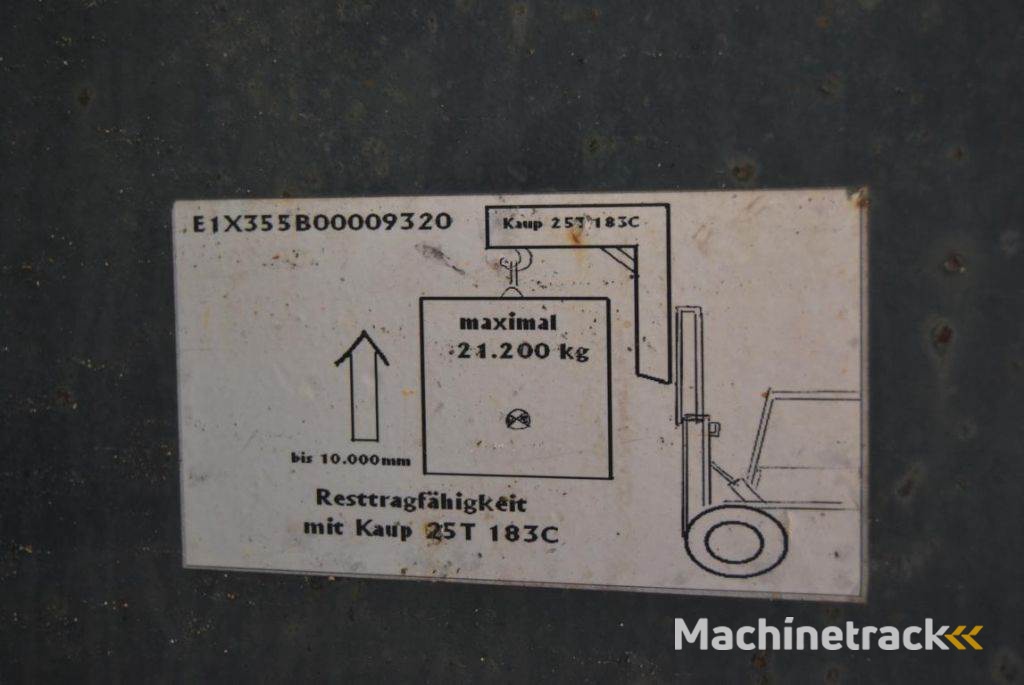 E1X355B00009320
Kaup 25T 183C
maximal
21.200 kg
bis 10.000mm
Resttragfähigkeit
mit Kaup 25T 183C
Machinetrack